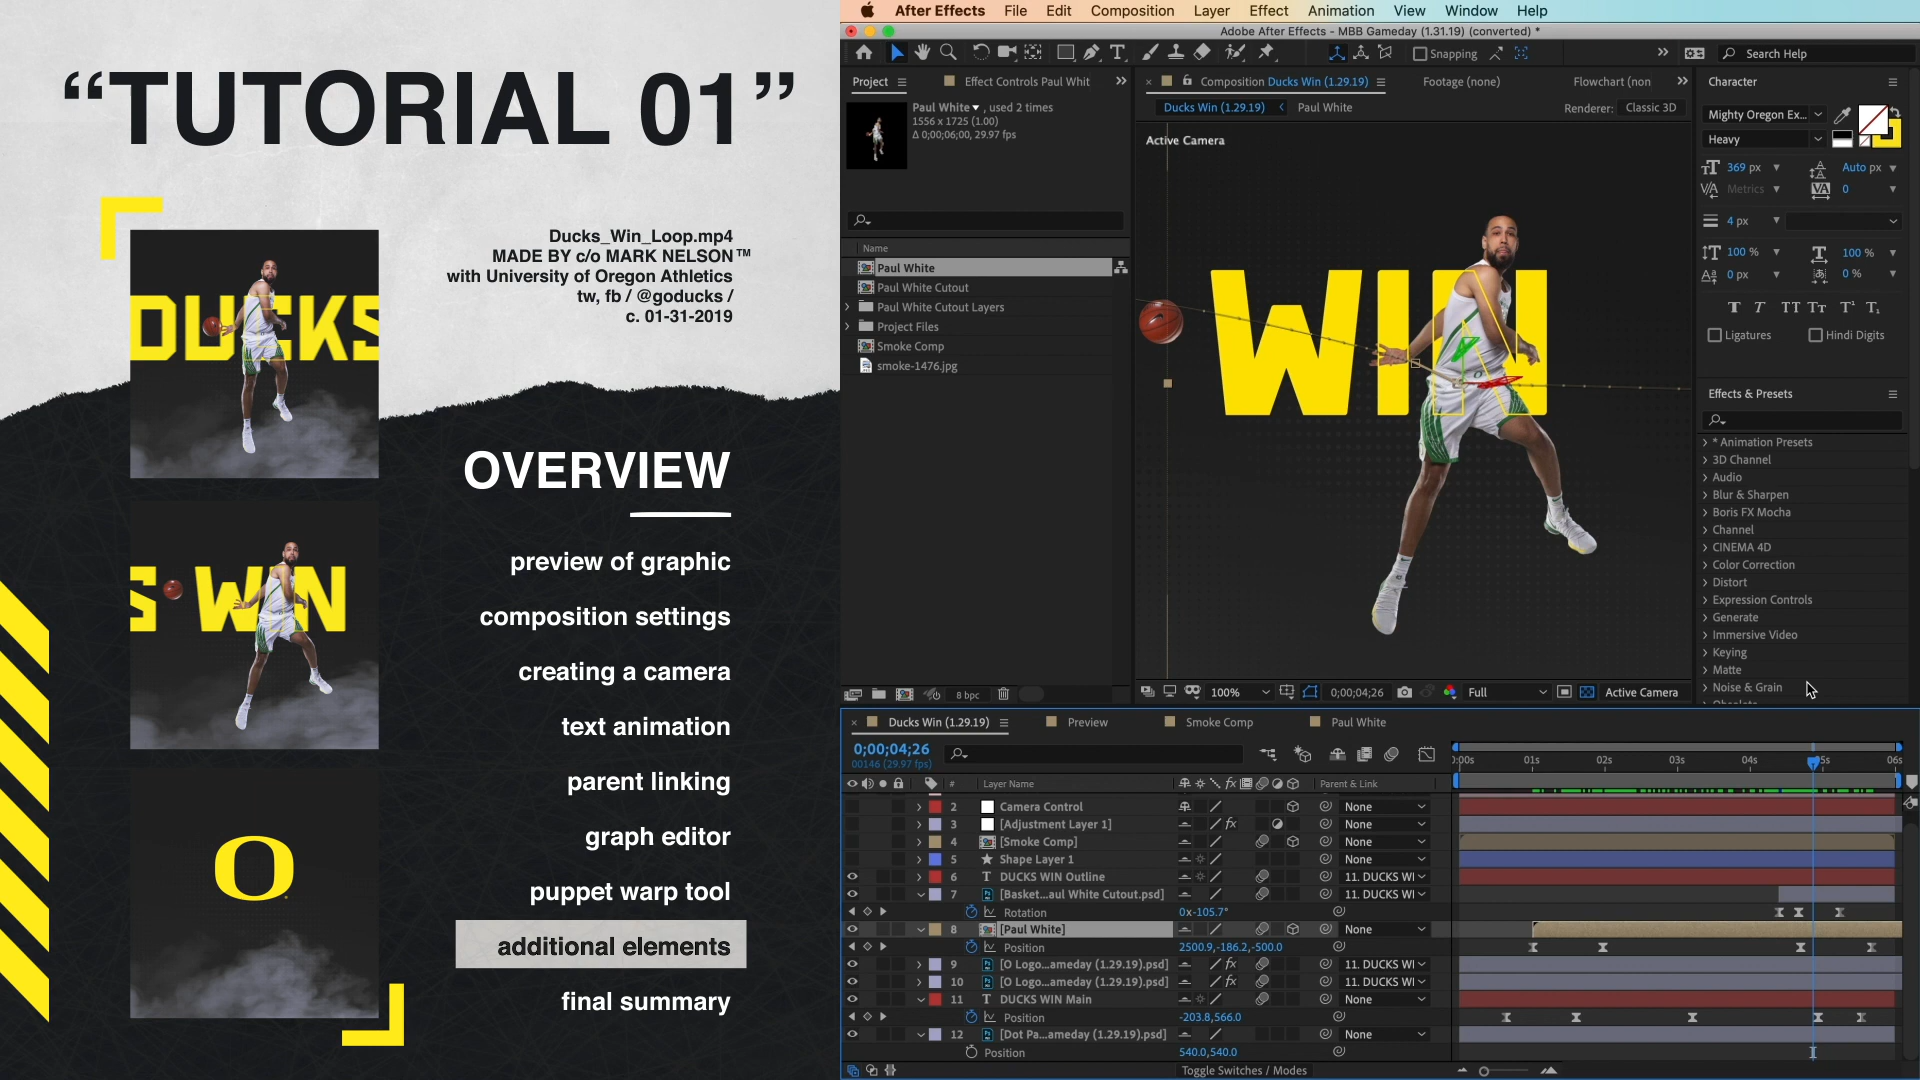 “TUTORIAL 01”
Ducks_Win_Loop.mp4
MADE BY c/o MARK NELSON™
with University of Oregon Athletics
tw, fb / @goducks /
c. 01-31-2019
DUCKS
S WIN
O
OVERVIEW
preview of graphic
composition settings
creating a camera
text animation
parent linking
graph editor
puppet warp tool
additional elements
final summary
After Effects File Edit Composition Layer Effect Animation View Window Help
Adobe After Effects - MBB Gameday (1.31.19) (converted) *
Snapping
Search Help
Project
Effect Controls Paul Whit
Paul White , used 2 times
1556 x 1725 (1.00)
Δ 0;00;06;00, 29.97 fps
Name
Paul White
Paul White Cutout
Paul White Cutout Layers
Project Files
Smoke Comp
smoke-1476.jpg
8 bpc
Composition Ducks Win (1.29.19)
Footage (none)
Flowchart (non
Ducks Win (1.29.19)
Paul White
Renderer: Classic 3D
Active Camera
WIN
100%
0;00;04;26
Full
Active Camera
Character
Mighty Oregon Ex...
Heavy
369 px
Auto px
Metrics
0
4 px
100 %
100 %
0 px
0 %
T T TT Tт T¹ T₁
Ligatures
Hindi Digits
Effects & Presets
* Animation Presets
3D Channel
Audio
Blur & Sharpen
Boris FX Mocha
Channel
CINEMA 4D
Color Correction
Distort
Expression Controls
Generate
Immersive Video
Keying
Matte
Noise & Grain
Ducks Win (1.29.19)
Preview
Smoke Comp
Paul White
0;00;04;26
00146 (29.97 fps)
# Layer Name
Parent & Link
0:00s 01s 02s 03s 04s 05s 06s
2 Camera Control None
3 [Adjustment Layer 1] fx None
4 [Smoke Comp] None
5 Shape Layer 1 None
6 T DUCKS WIN Outline 11. DUCKS WI
7 [Basket...aul White Cutout.psd] 11. DUCKS WI
Rotation 0x-105.7°
8 [Paul White] None
Position 2500.9,-186.2,-500.0
9 [O Logo...ameday (1.29.19).psd] fx 11. DUCKS WI
10 [O Logo...ameday (1.29.19).psd] fx 11. DUCKS WI
11 T DUCKS WIN Main None
Position -203.8,566.0
12 [Dot Pa...ameday (1.29.19).psd] None
Position 540.0,540.0
Toggle Switches / Modes